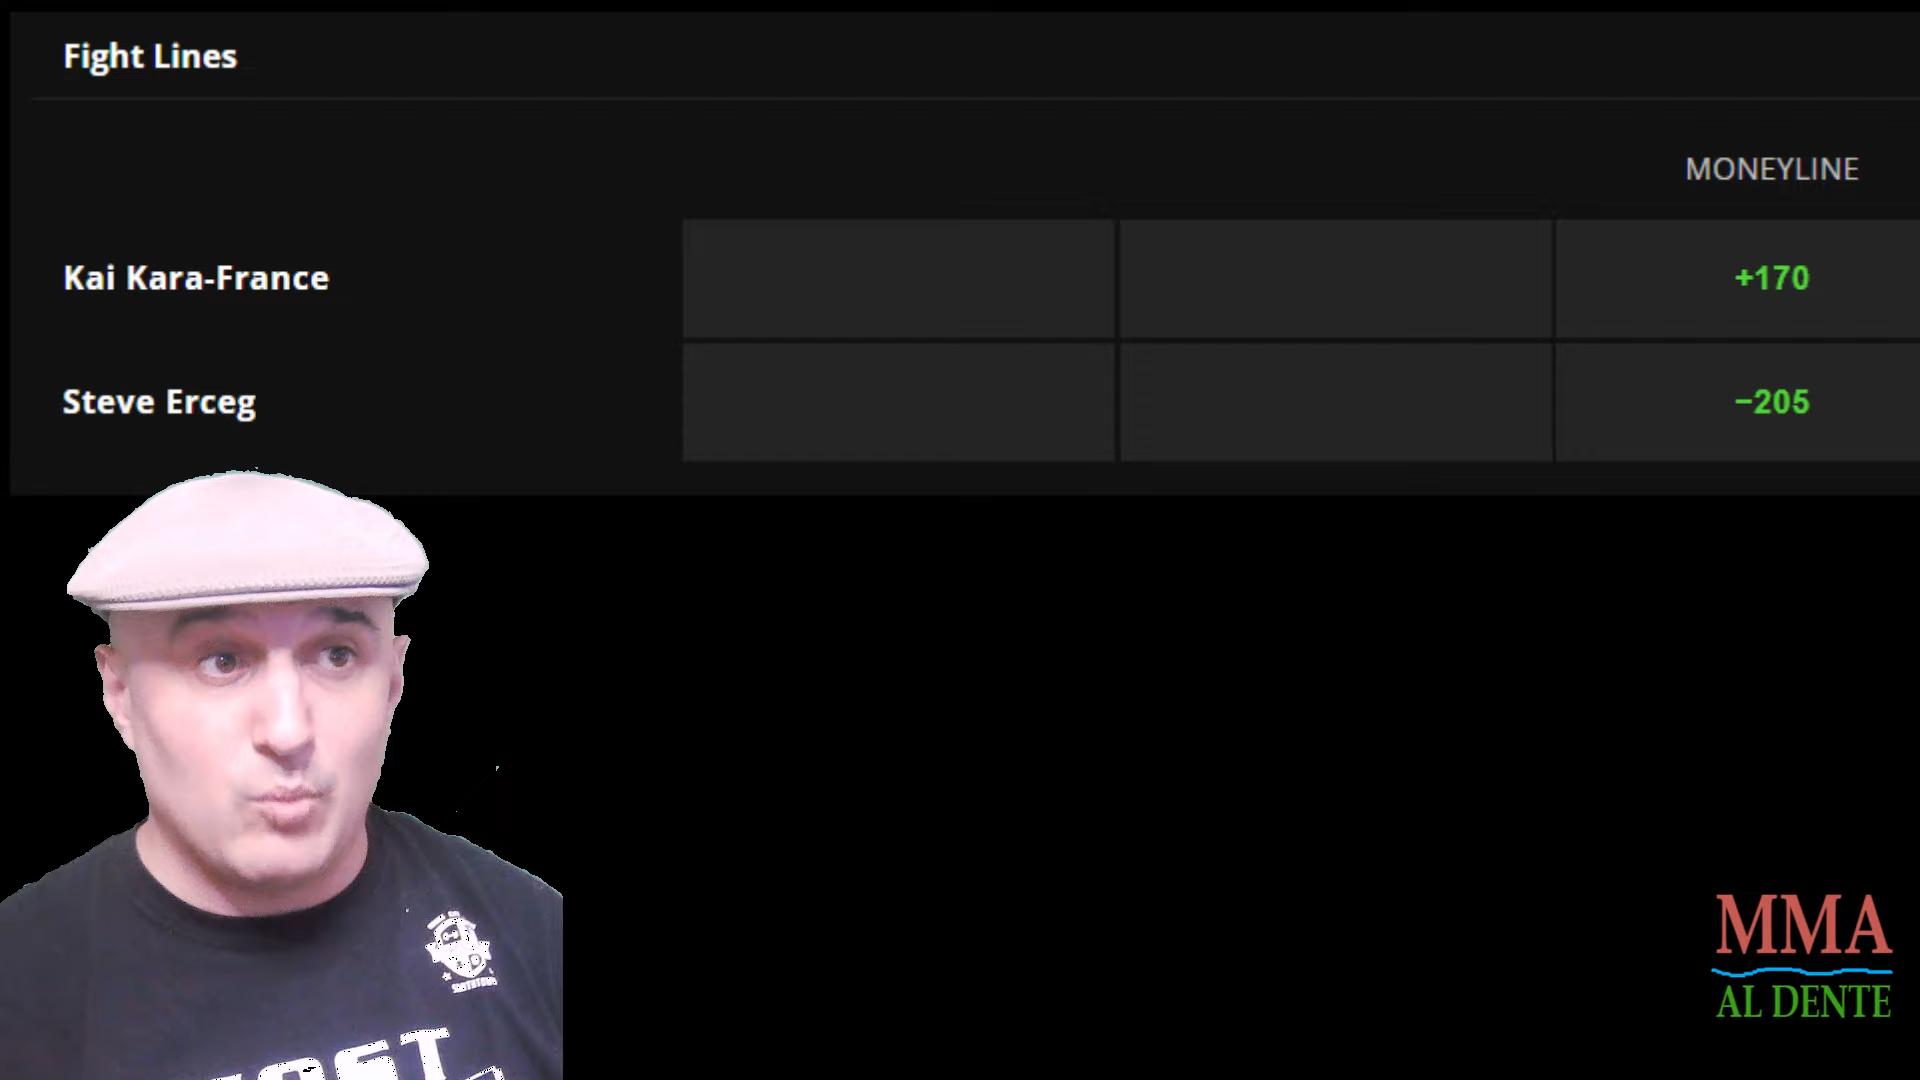 Fight Lines
MONEYLINE
Kai Kara-France
+170
Steve Erceg
−205
MMA
AL DENTE